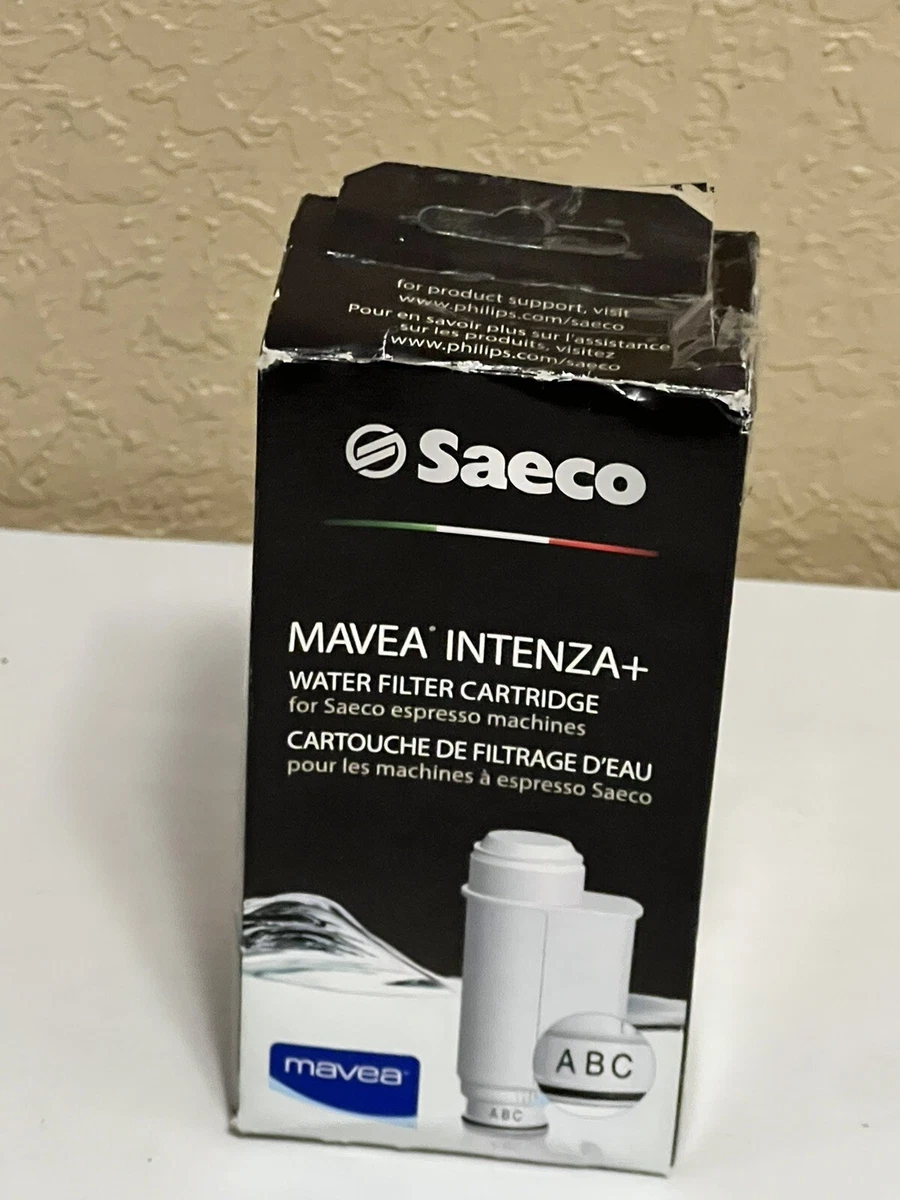 for product support, visit
www.philips.com/saeco
Pour en savoir plus sur l'assistance
sur les produits, visitez
www.philips.com/saeco
Saeco
MAVEA® INTENZA+
WATER FILTER CARTRIDGE
for Saeco espresso machines
CARTOUCHE DE FILTRAGE D'EAU
pour les machines à espresso Saeco
ABC
mavea™
ABC